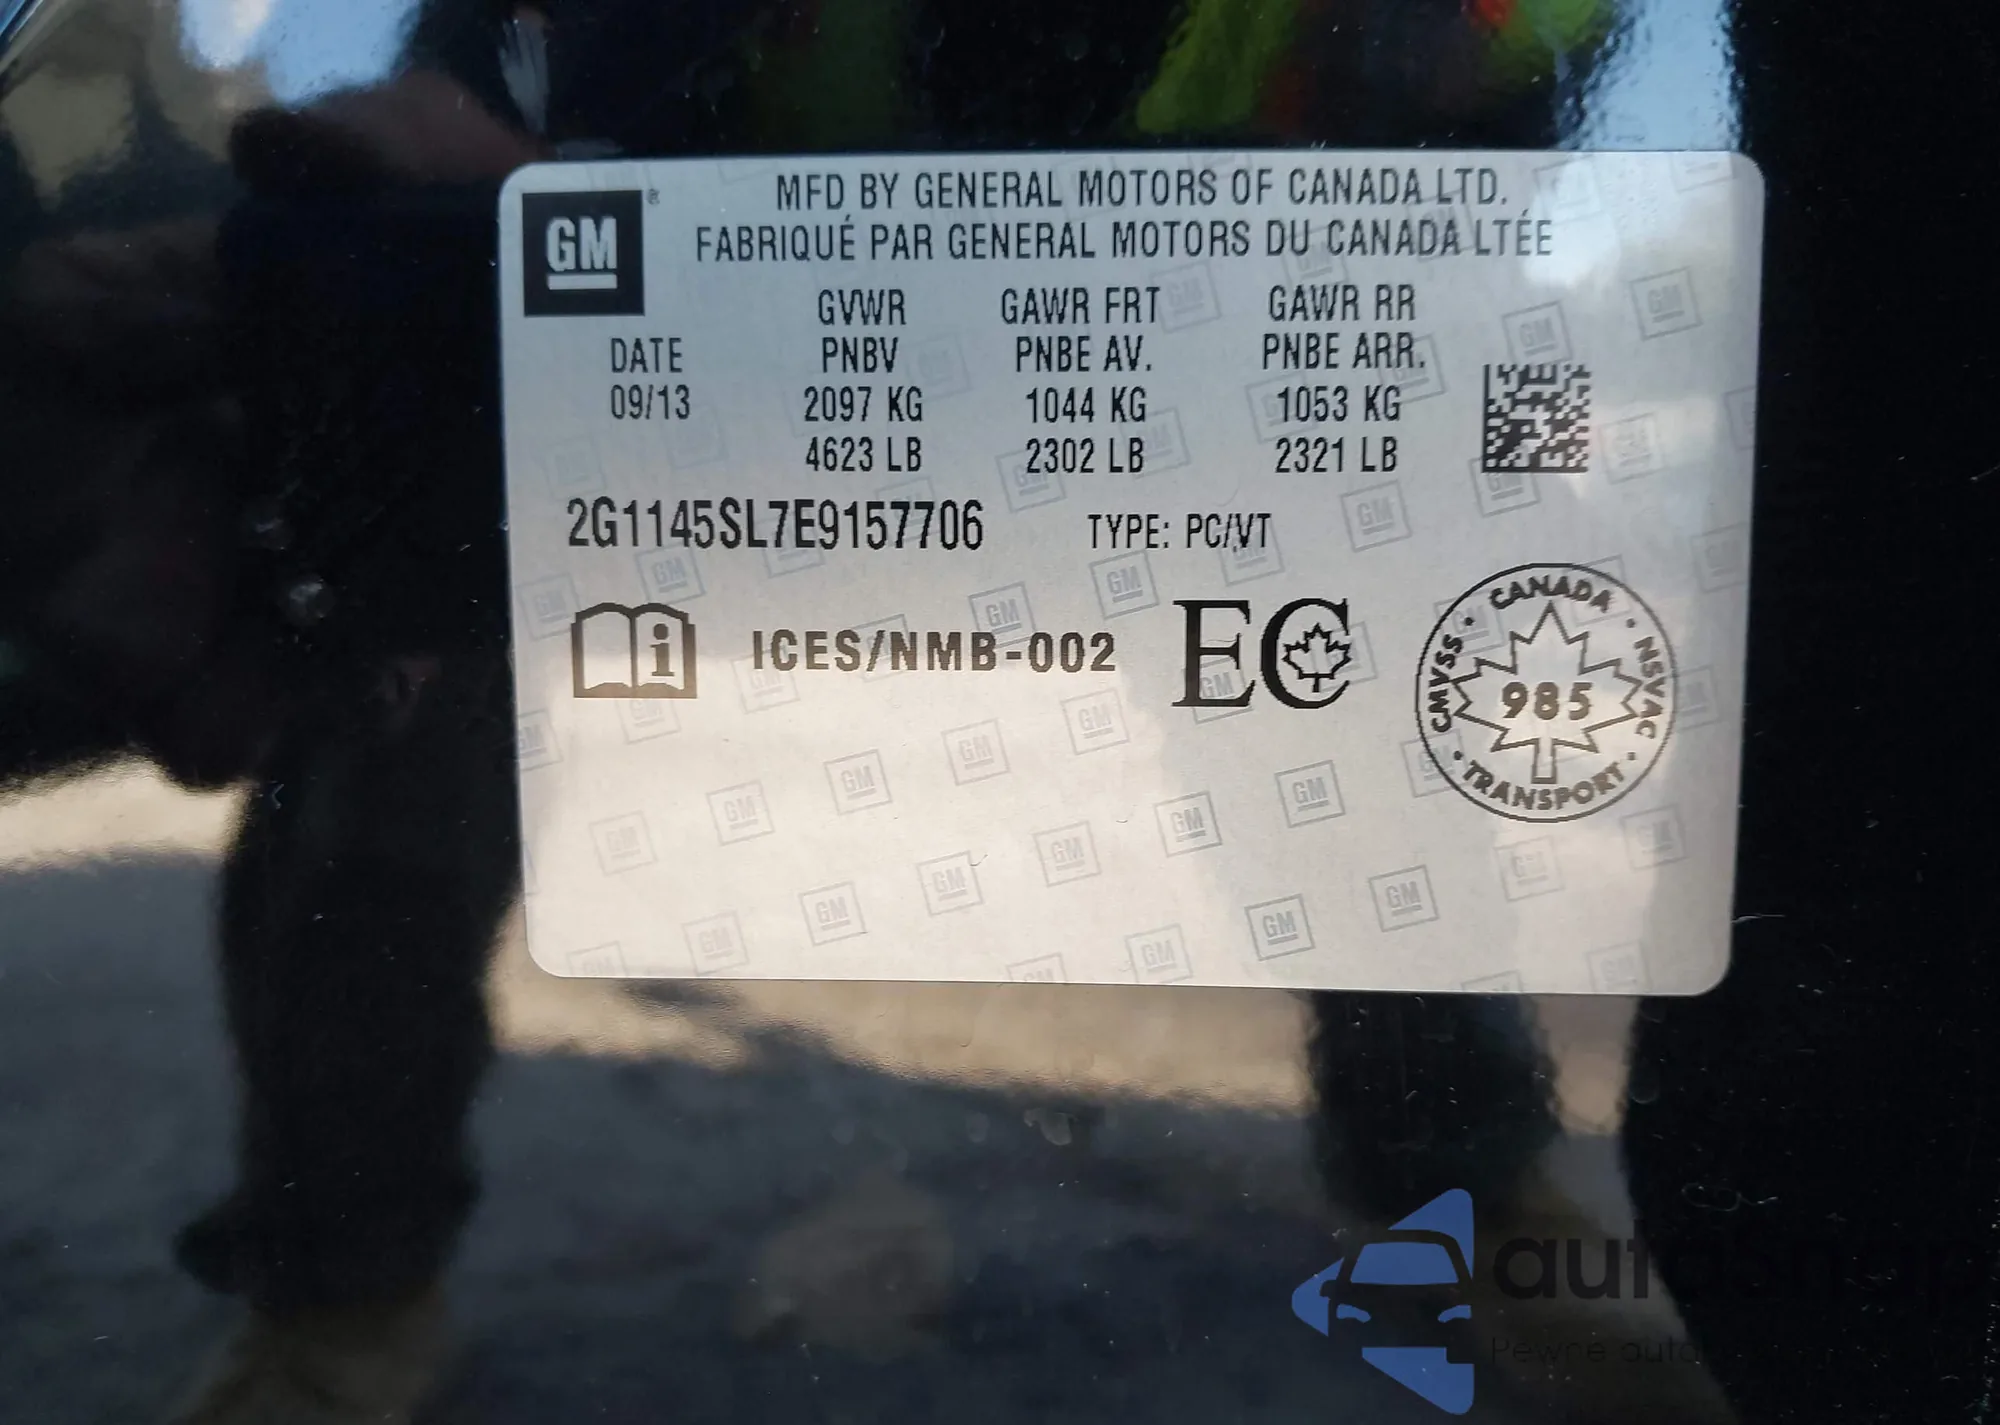 GM ®
MFD BY GENERAL MOTORS OF CANADA LTD.
FABRIQUÉ PAR GENERAL MOTORS DU CANADA LTÉE
GVWR GAWR FRT GAWR RR
DATE PNBV PNBE AV. PNBE ARR.
09/13 2097 KG 1044 KG 1053 KG
4623 LB 2302 LB 2321 LB
2G1145SL7E9157706 TYPE: PC/VT
i ICES/NMB-002 EC
CANADA
CMVSS · 985 · NSVAC
TRANSPORT
Pewne